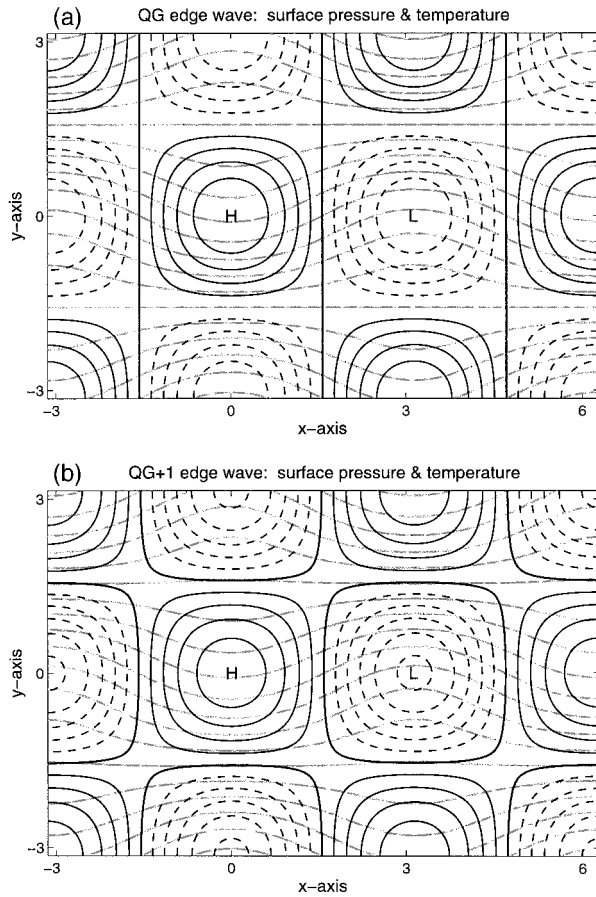 (a) QG edge wave: surface pressure & temperature
3
y-axis
0
H
L
-3
-3 0 3 6
x-axis
(b) QG+1 edge wave: surface pressure & temperature
3
y-axis
0
H
L
-3
-3 0 3 6
x-axis